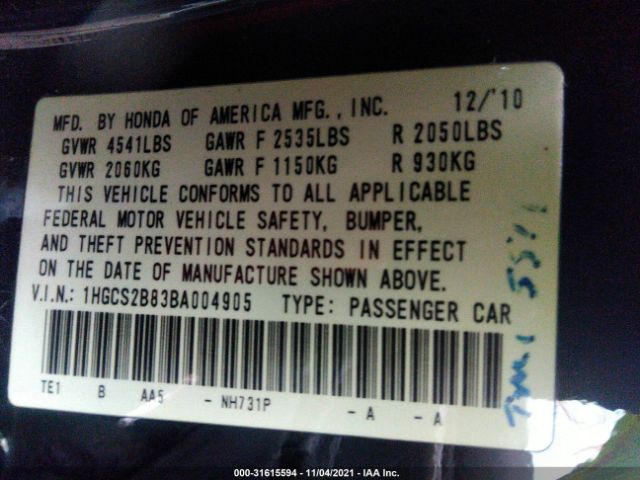 MFD. BY HONDA OF AMERICA MFG., INC. 12/'10
GVWR 4541LBS GAWR F 2535LBS R 2050LBS
GVWR 2060KG GAWR F 1150KG R 930KG
THIS VEHICLE CONFORMS TO ALL APPLICABLE
FEDERAL MOTOR VEHICLE SAFETY, BUMPER,
AND THEFT PREVENTION STANDARDS IN EFFECT
ON THE DATE OF MANUFACTURE SHOWN ABOVE.
V.I.N.: 1HGCS2B83BA004905 TYPE: PASSENGER CAR
TE1 B AA5 - NH731P - A - A
000-31615594 - 11/04/2021 - IAA Inc.